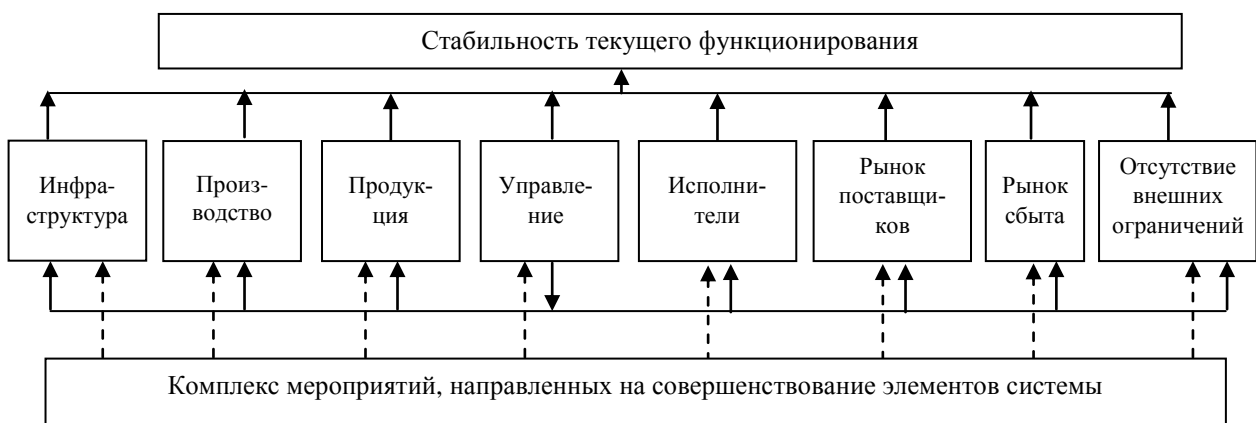 Стабильность текущего функционирования
Инфра-
структура
Произ-
водство
Продук-
ция
Управле-
ние
Исполни-
тели
Рынок
поставщи-
ков
Рынок
сбыта
Отсутствие
внешних
ограничений
Комплекс мероприятий, направленных на совершенствование элементов системы